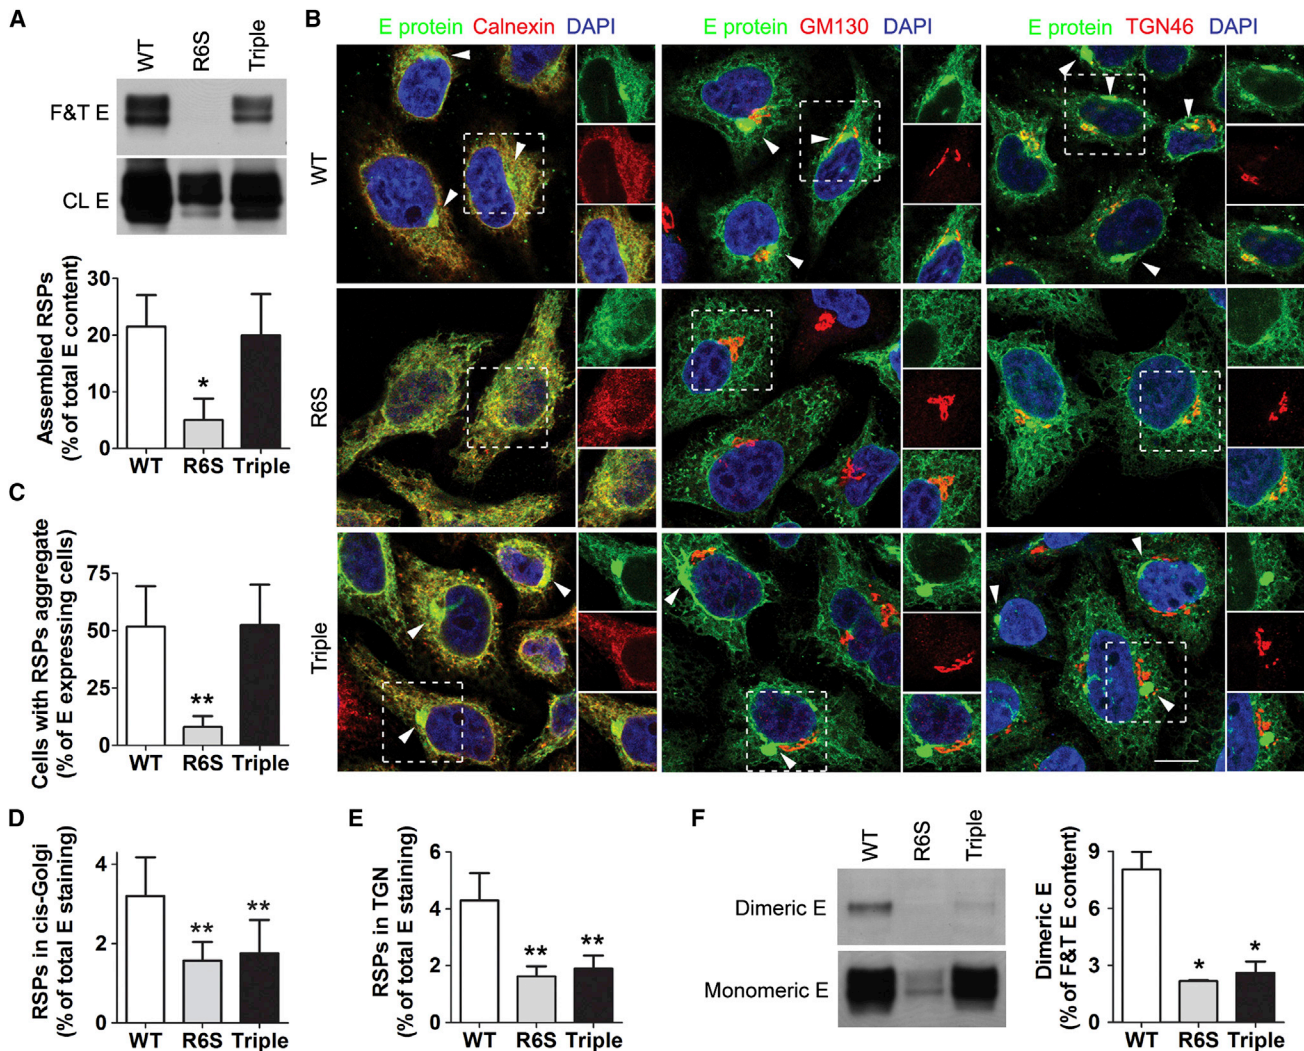 A
WT
R6S
Triple
F&T E
CL E
Assembled RSPs
(% of total E content)
30
20
10
0
*
WT R6S Triple
B
E protein Calnexin DAPI
E protein GM130 DAPI
E protein TGN46 DAPI
WT
R6S
Triple
C
Cells with RSPs aggregate
(% of E expressing cells)
75
50
25
0
**
WT R6S Triple
D
RSPs in cis-Golgi
(% of total E staining)
4
2
0
**
**
WT R6S Triple
E
RSPs in TGN
(% of total E staining)
6
4
2
0
**
**
WT R6S Triple
F
WT
R6S
Triple
Dimeric E
Monomeric E
Dimeric E
(% of F&T E content)
9
6
3
0
*
*
WT R6S Triple